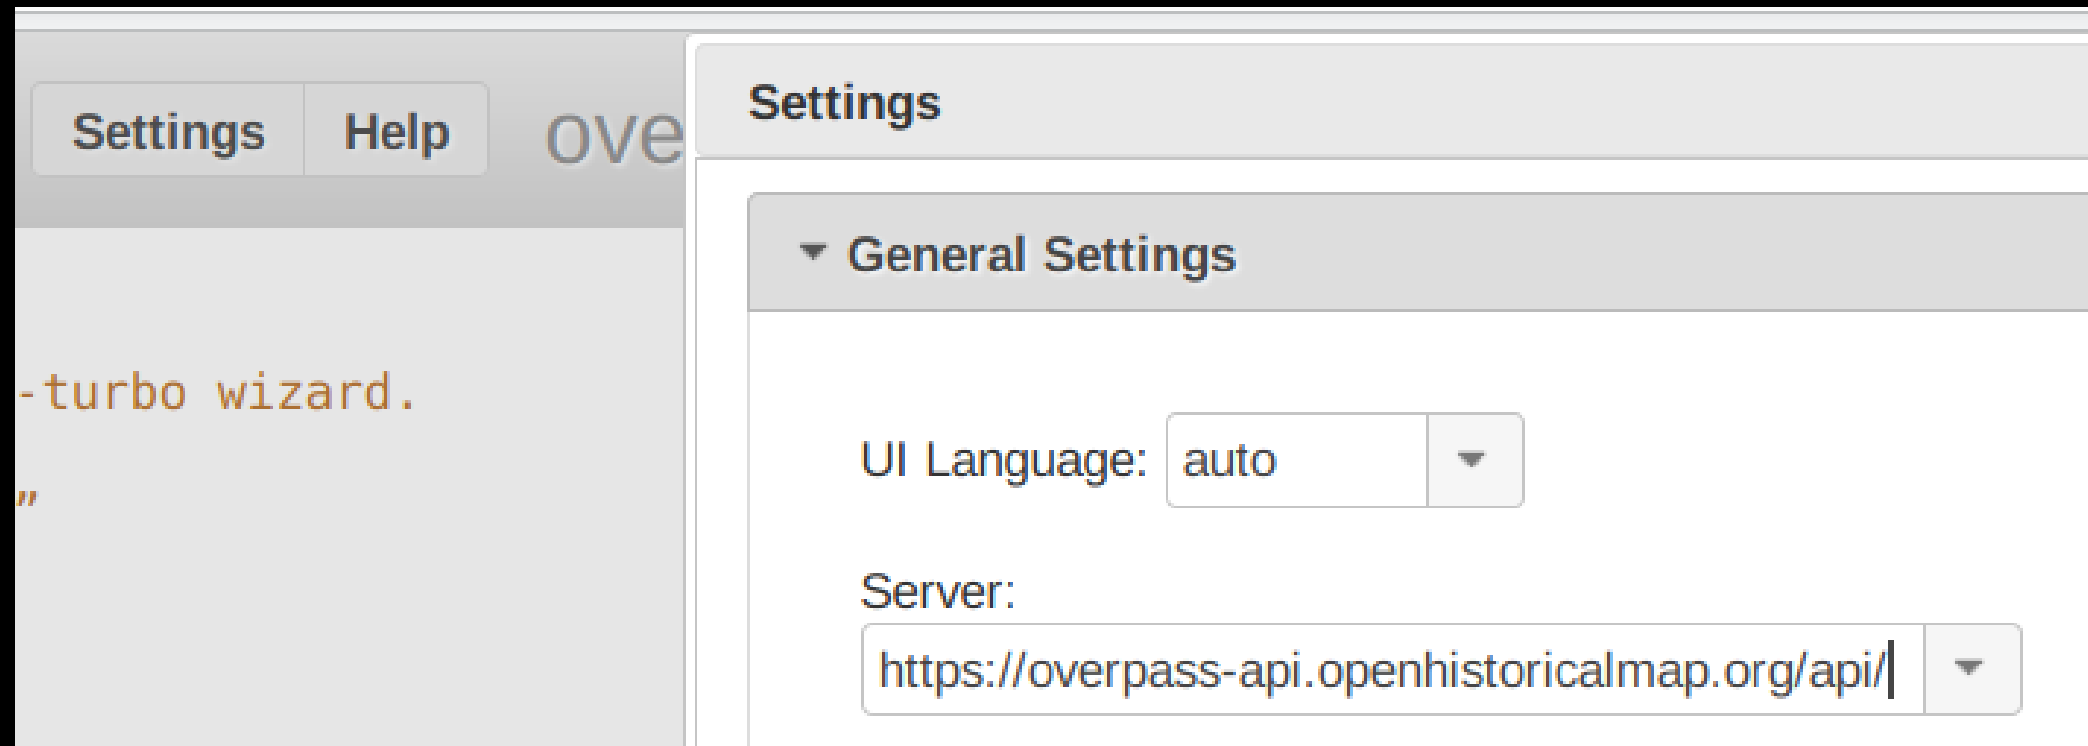 Settings Help ove
-turbo wizard.
”
Settings
General Settings
UI Language: auto
Server:
https://overpass-api.openhistoricalmap.org/api/